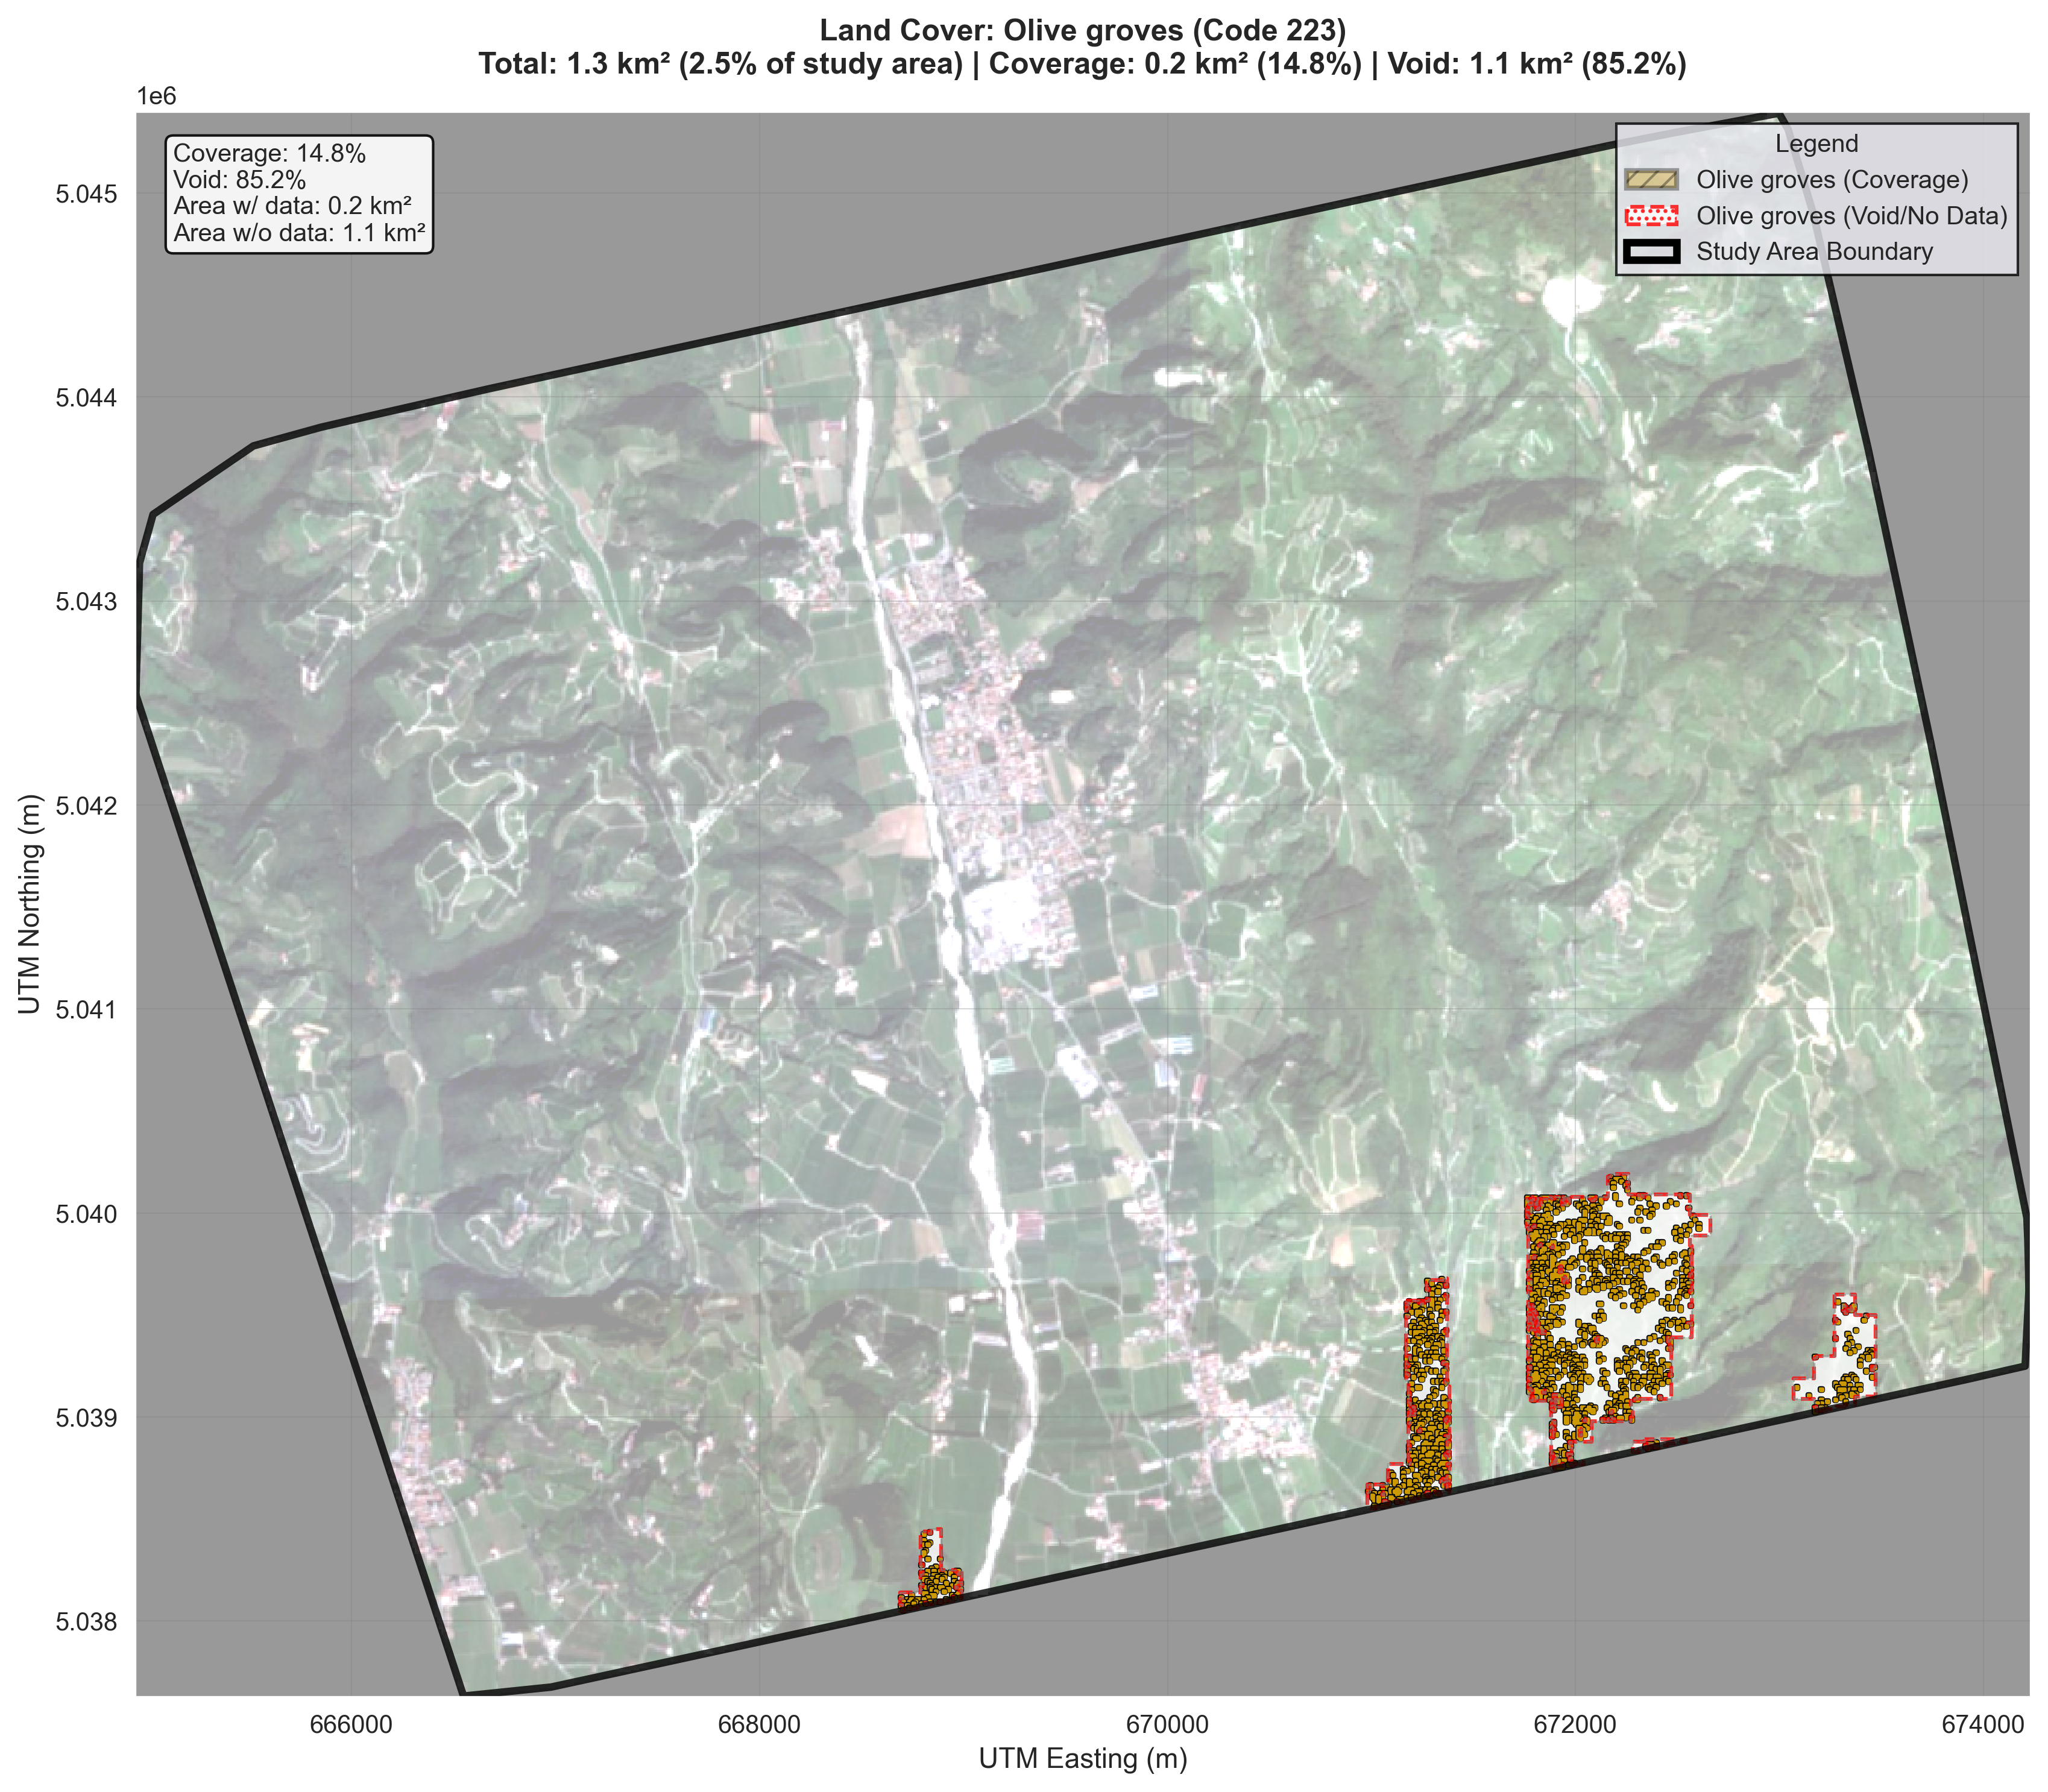 Land Cover: Olive groves (Code 223)
Total: 1.3 km² (2.5% of study area) | Coverage: 0.2 km² (14.8%) | Void: 1.1 km² (85.2%)
1e6
Coverage: 14.8%
Void: 85.2%
Area w/ data: 0.2 km²
Area w/o data: 1.1 km²
Legend
Olive groves (Coverage)
Olive groves (Void/No Data)
Study Area Boundary
5.045
5.044
5.043
5.042
5.041
5.040
5.039
5.038
UTM Northing (m)
666000
668000
670000
672000
674000
UTM Easting (m)